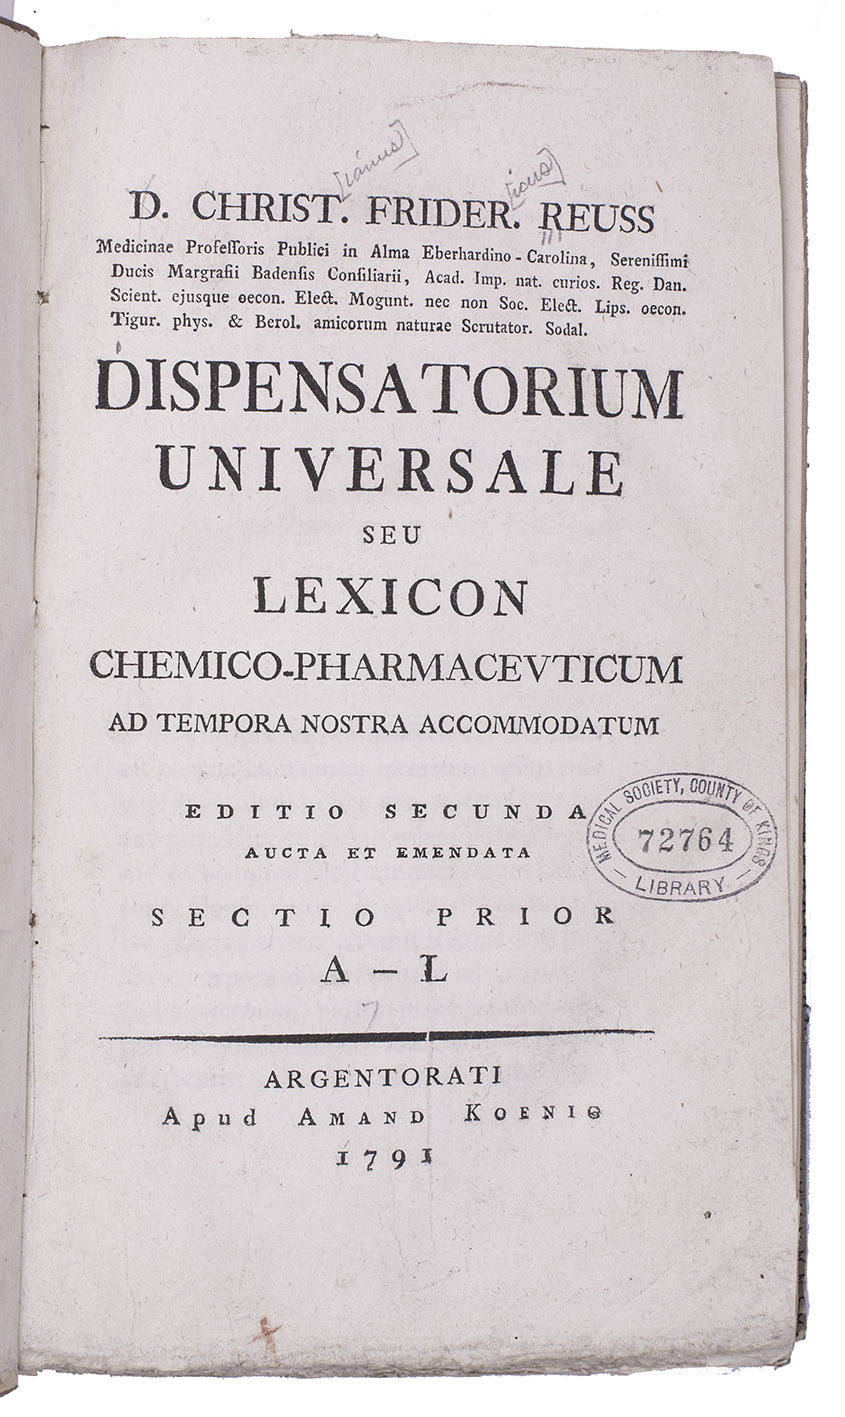 [ianus] [icus]
D. CHRIST. FRIDER. REUSS
Medicinae Profeſſoris Publici in Alma Eberhardino - Carolina, Sereniſſimi
Ducis Margrafii Badenſis Conſiliarii, Acad. Imp. nat. curios. Reg. Dan.
Scient. ejusque oecon. Elect. Mogunt. nec non Soc. Elect. Lips. oecon.
Tigur. phys. & Berol. amicorum naturae Scrutator. Sodal.
DISPENSATORIUM
UNIVERSALE
SEU
LEXICON
CHEMICO-PHARMACEVTICUM
AD TEMPORA NOSTRA ACCOMMODATUM
EDITIO SECUNDA
AUCTA ET EMENDATA
MEDICAL SOCIETY, COUNTY OF KINGS
72764
— LIBRARY —
SECTIO PRIOR
A — L
ARGENTORATI
Apud AMAND KOENIG
1791